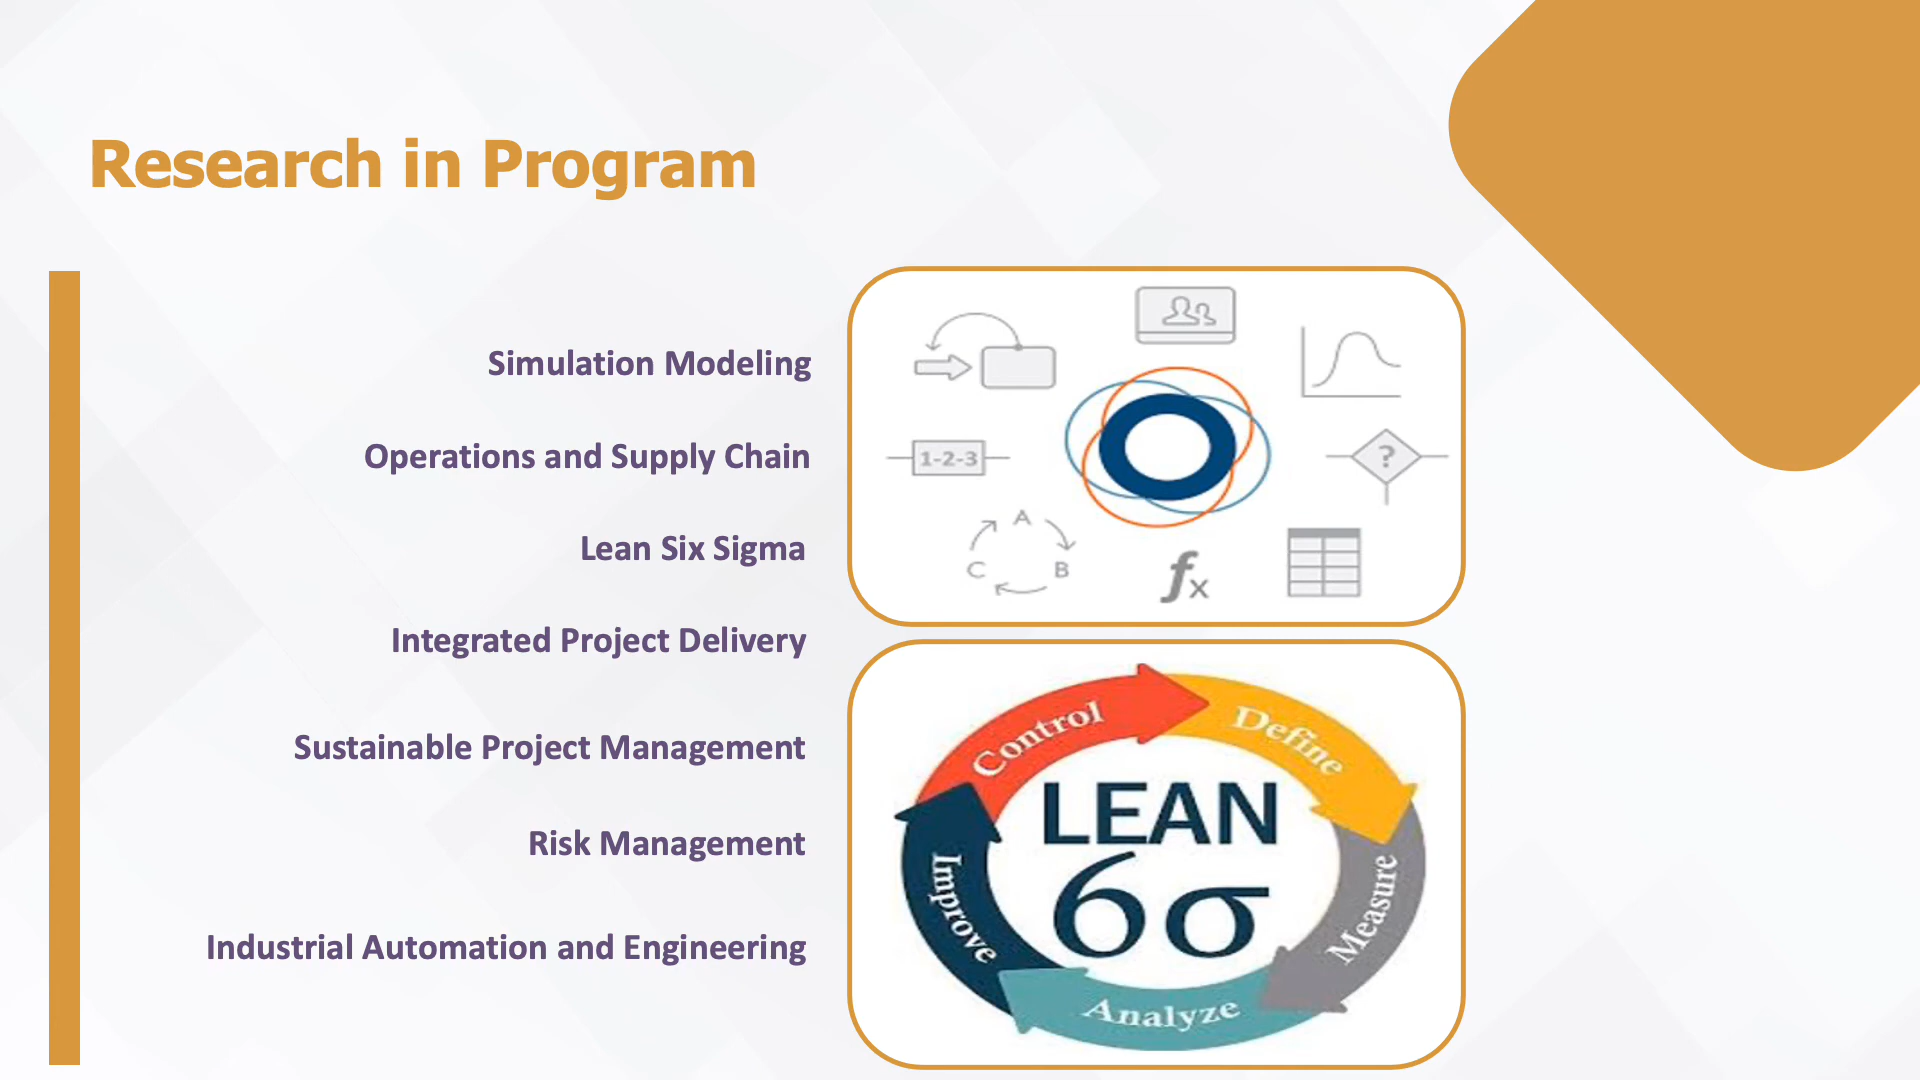 Research in Program
Simulation Modeling
Operations and Supply Chain
Lean Six Sigma
Integrated Project Delivery
Sustainable Project Management
Risk Management
Industrial Automation and Engineering
1-2-3
?
A
B
C
fx
Control
Define
Measure
Analyze
Improve
LEAN
6σ